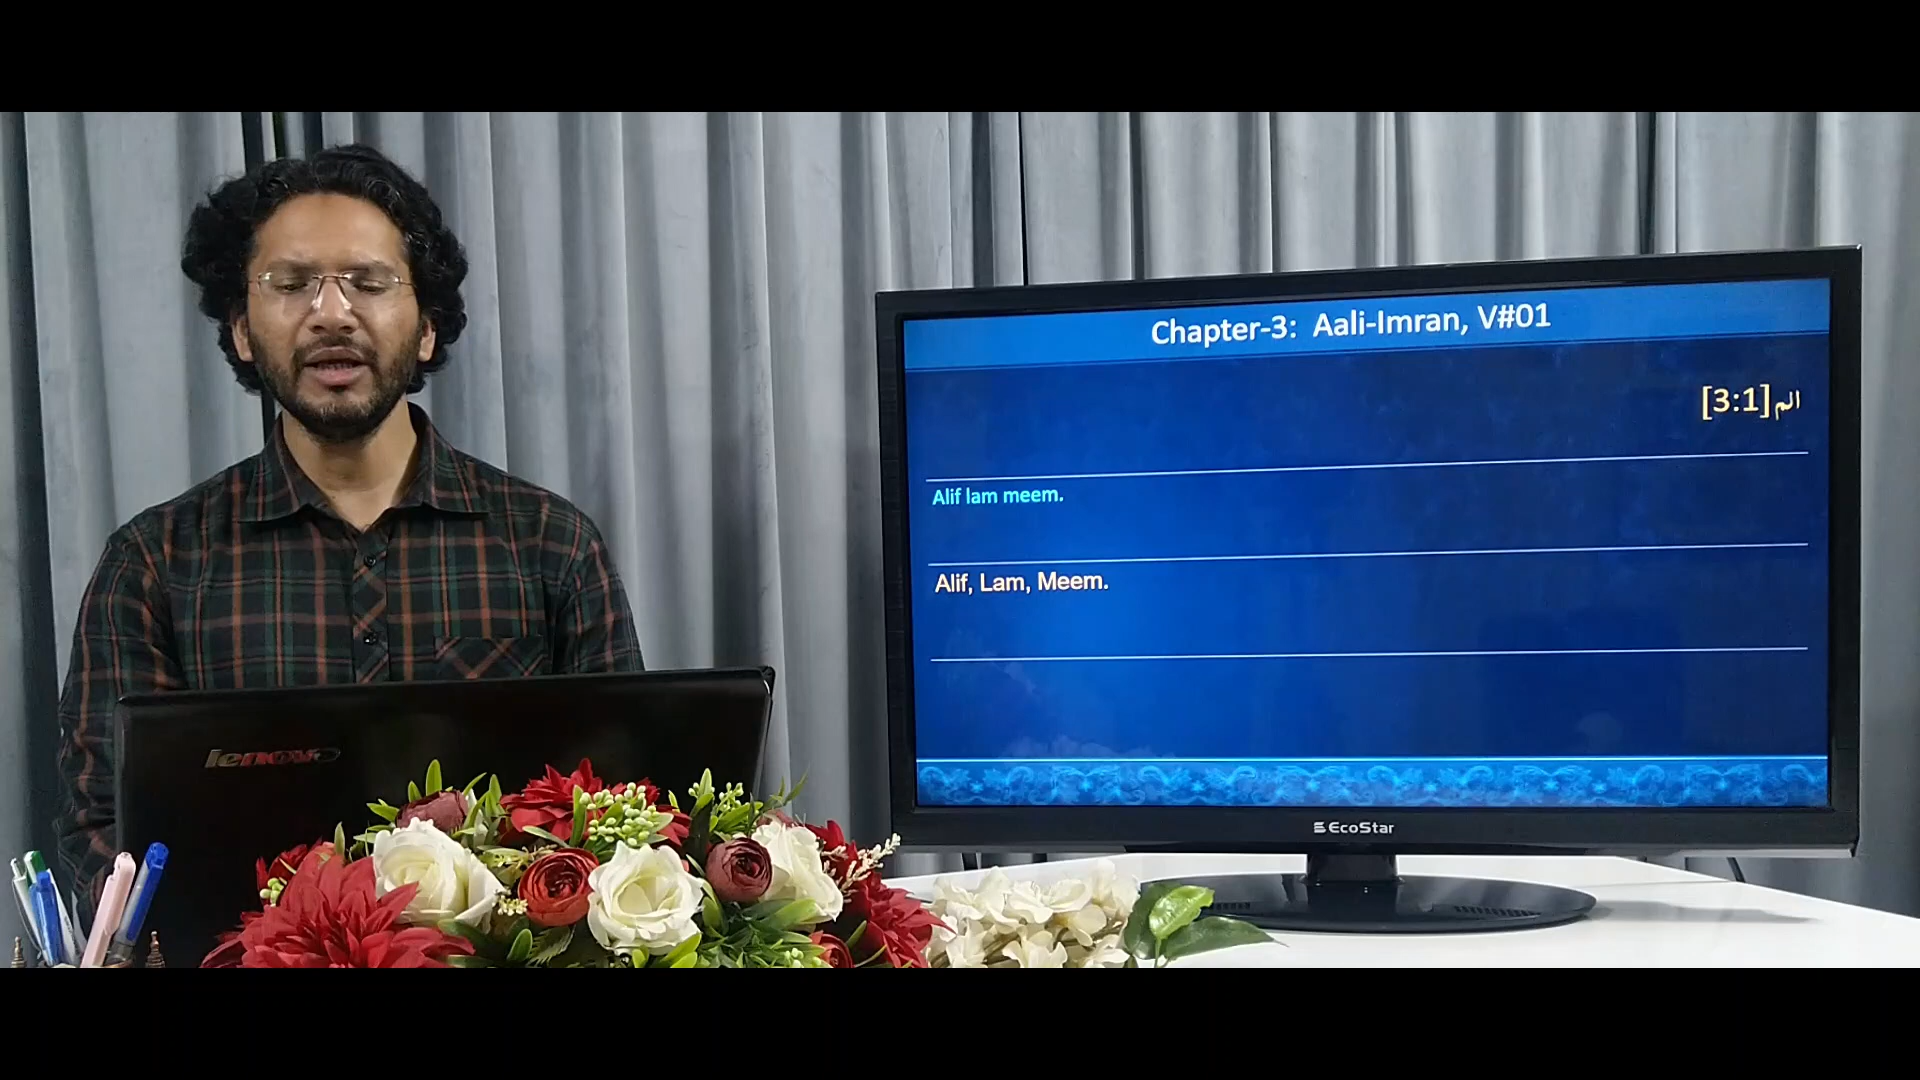 Chapter-3: Aali-Imran, V#01
الم[3:1]
Alif lam meem.
Alif, Lam, Meem.
lenovo
EcoStar